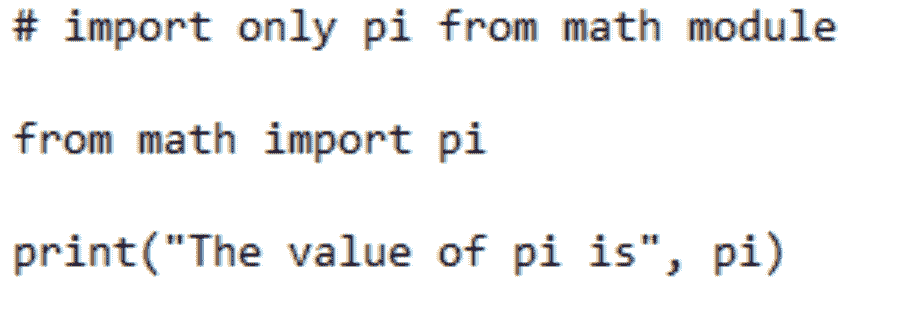 # import only pi from math module
from math import pi
print("The value of pi is", pi)